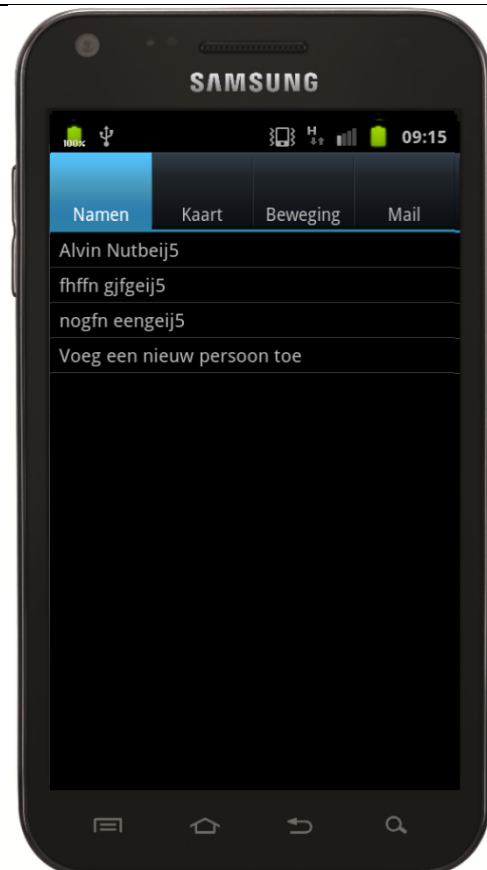 SAMSUNG
100% H 09:15
Namen Kaart Beweging Mail
Alvin Nutbeij5
fhffn gjfgeij5
nogfn eengeij5
Voeg een nieuw persoon toe